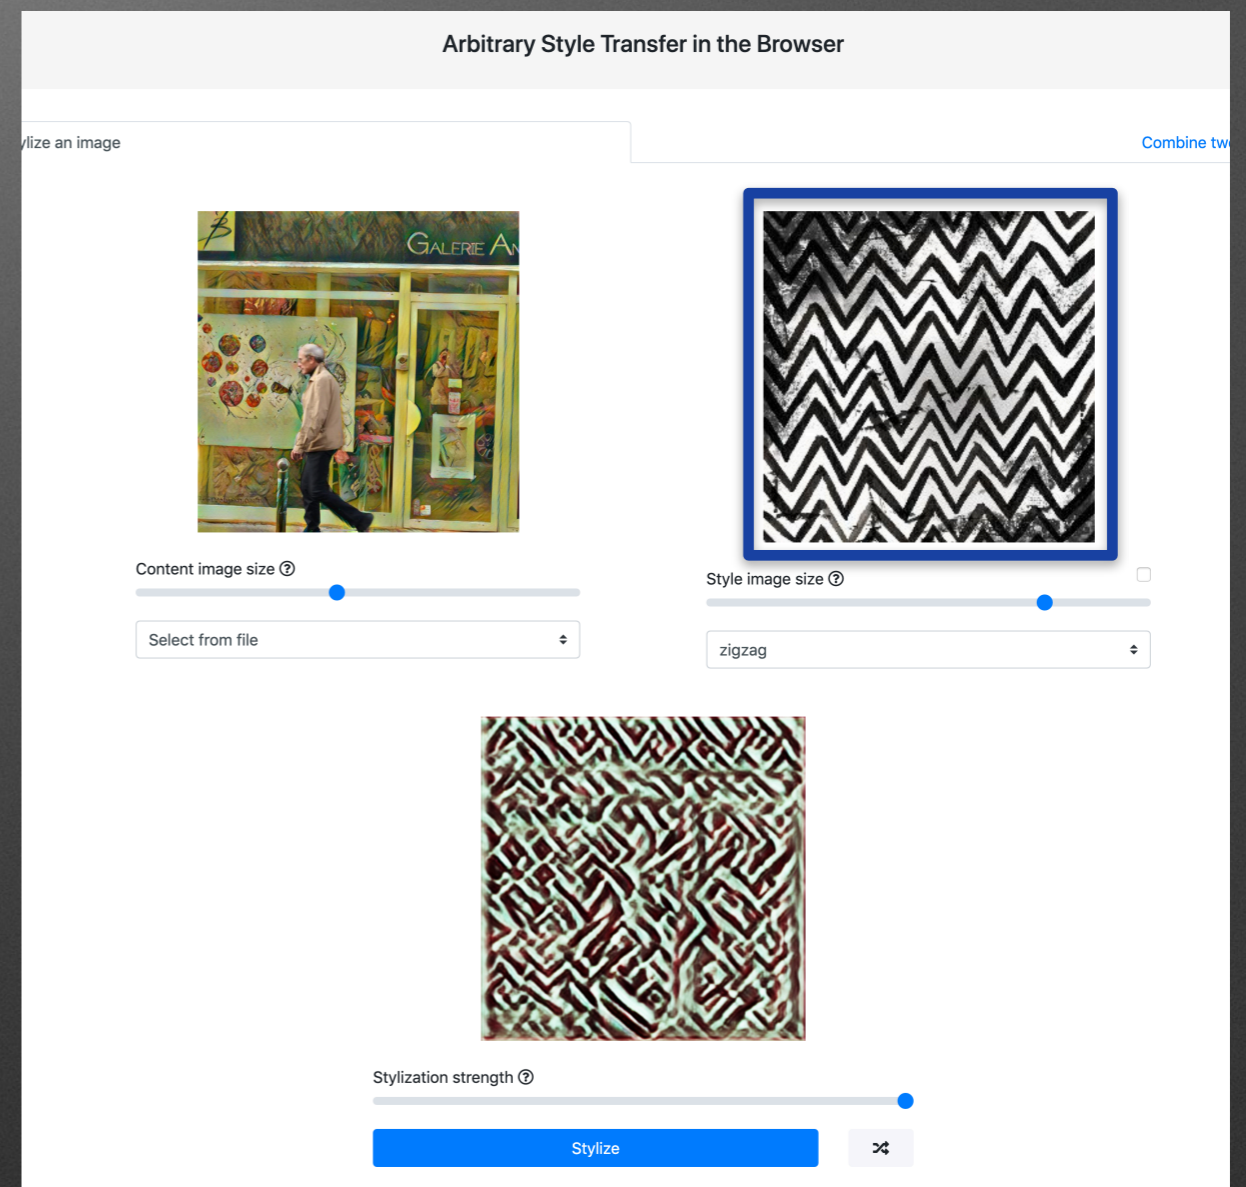 Arbitrary Style Transfer in the Browser
ylize an image
Combine tw
B
GALERIE AN
Content image size
Style image size
Select from file
zigzag
Stylization strength
Stylize